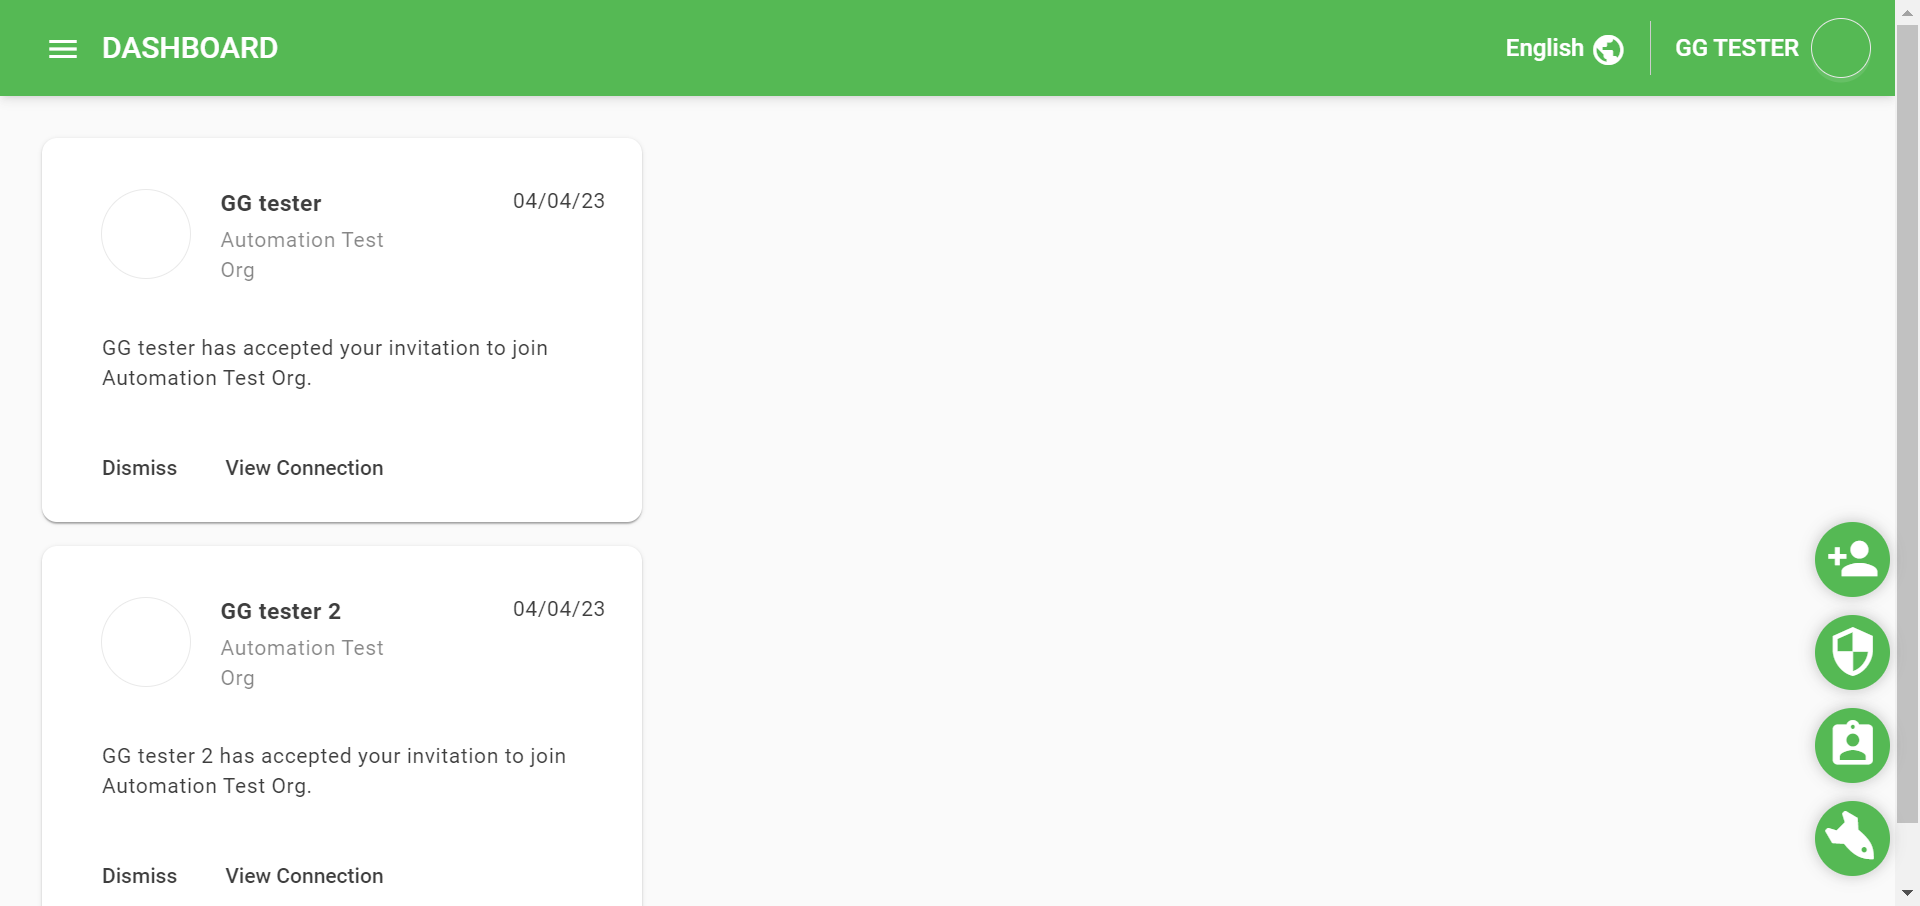 DASHBOARD
English
GG TESTER
GG tester
04/04/23
Automation Test
Org
GG tester has accepted your invitation to join
Automation Test Org.
Dismiss
View Connection
GG tester 2
04/04/23
Automation Test
Org
GG tester 2 has accepted your invitation to join
Automation Test Org.
Dismiss
View Connection